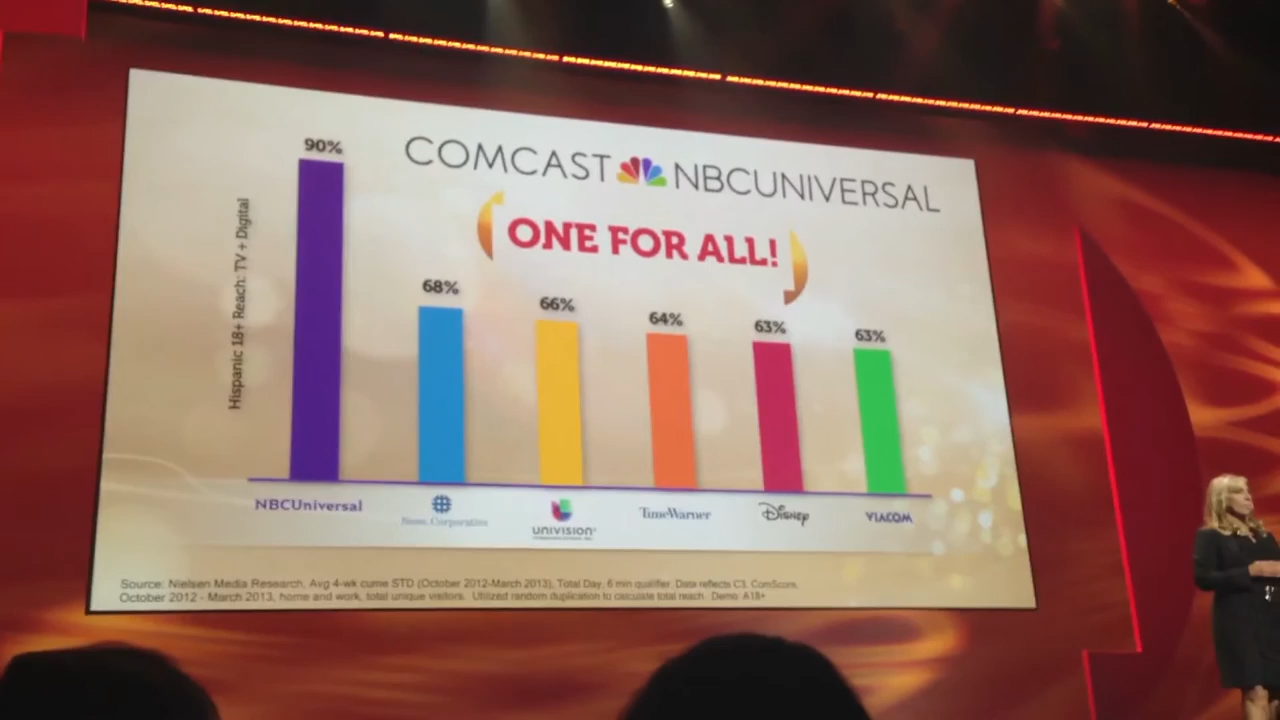 COMCAST NBCUNIVERSAL
ONE FOR ALL!
Hispanic 18+ Reach: TV + Digital
90%
68%
66%
64%
63%
63%
NBCUniversal
News Corporation
UNIVISION
TimeWarner
Disney
VIACOM
Source: Nielsen Media Research, Avg 4-wk cume STD (October 2012-March 2013), Total Day, 6 min qualifier. Data reflects C3. ComScore,
October 2012 - March 2013, home and work, total unique visitors. Utilized random duplication to calculate total reach. Demo: A18+